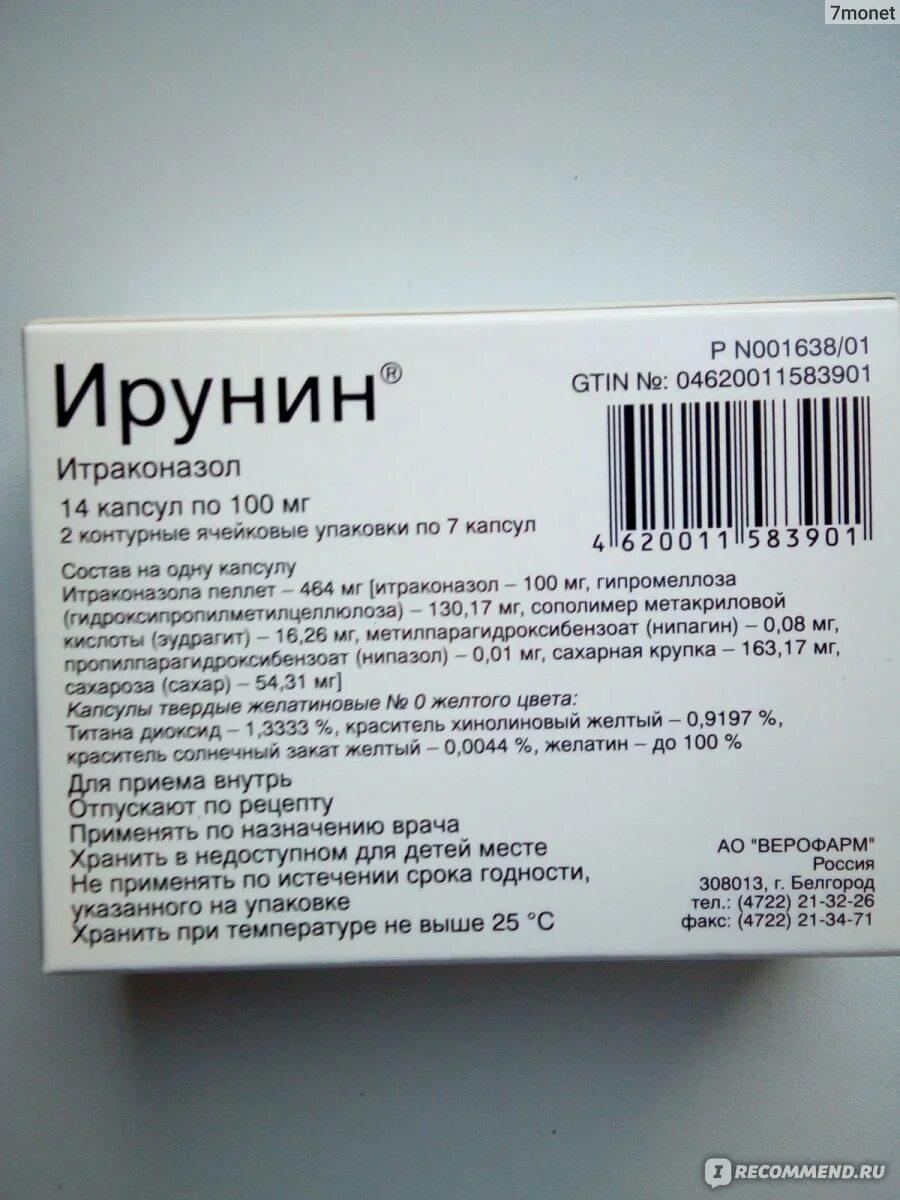 7monet
Р N001638/01
GTIN №: 04620011583901
Ирунин®
Итраконазол
14 капсул по 100 мг
2 контурные ячейковые упаковки по 7 капсул
4 620011 583901
Состав на одну капсулу
Итраконазола пеллет – 464 мг [итраконазол – 100 мг, гипромеллоза
(гидроксипропилметилцеллюлоза) – 130,17 мг, сополимер метакриловой
кислоты (эудрагит) – 16,26 мг, метилпарагидроксибензоат (нипагин) – 0,08 мг,
пропилпарагидроксибензоат (нипазол) – 0,01 мг, сахарная крупка – 163,17 мг,
сахароза (сахар) – 54,31 мг]
Капсулы твердые желатиновые № 0 желтого цвета:
Титана диоксид – 1,3333 %, краситель хинолиновый желтый – 0,9197 %,
краситель солнечный закат желтый – 0,0044 %, желатин – до 100 %
Для приема внутрь
Отпускают по рецепту
Применять по назначению врача
Хранить в недоступном для детей месте
Не применять по истечении срока годности,
указанного на упаковке
Хранить при температуре не выше 25 °С
АО "ВЕРОФАРМ"
Россия
308013, г. Белгород
тел.: (4722) 21-32-26
факс: (4722) 21-34-71
IRECOMMEND.RU